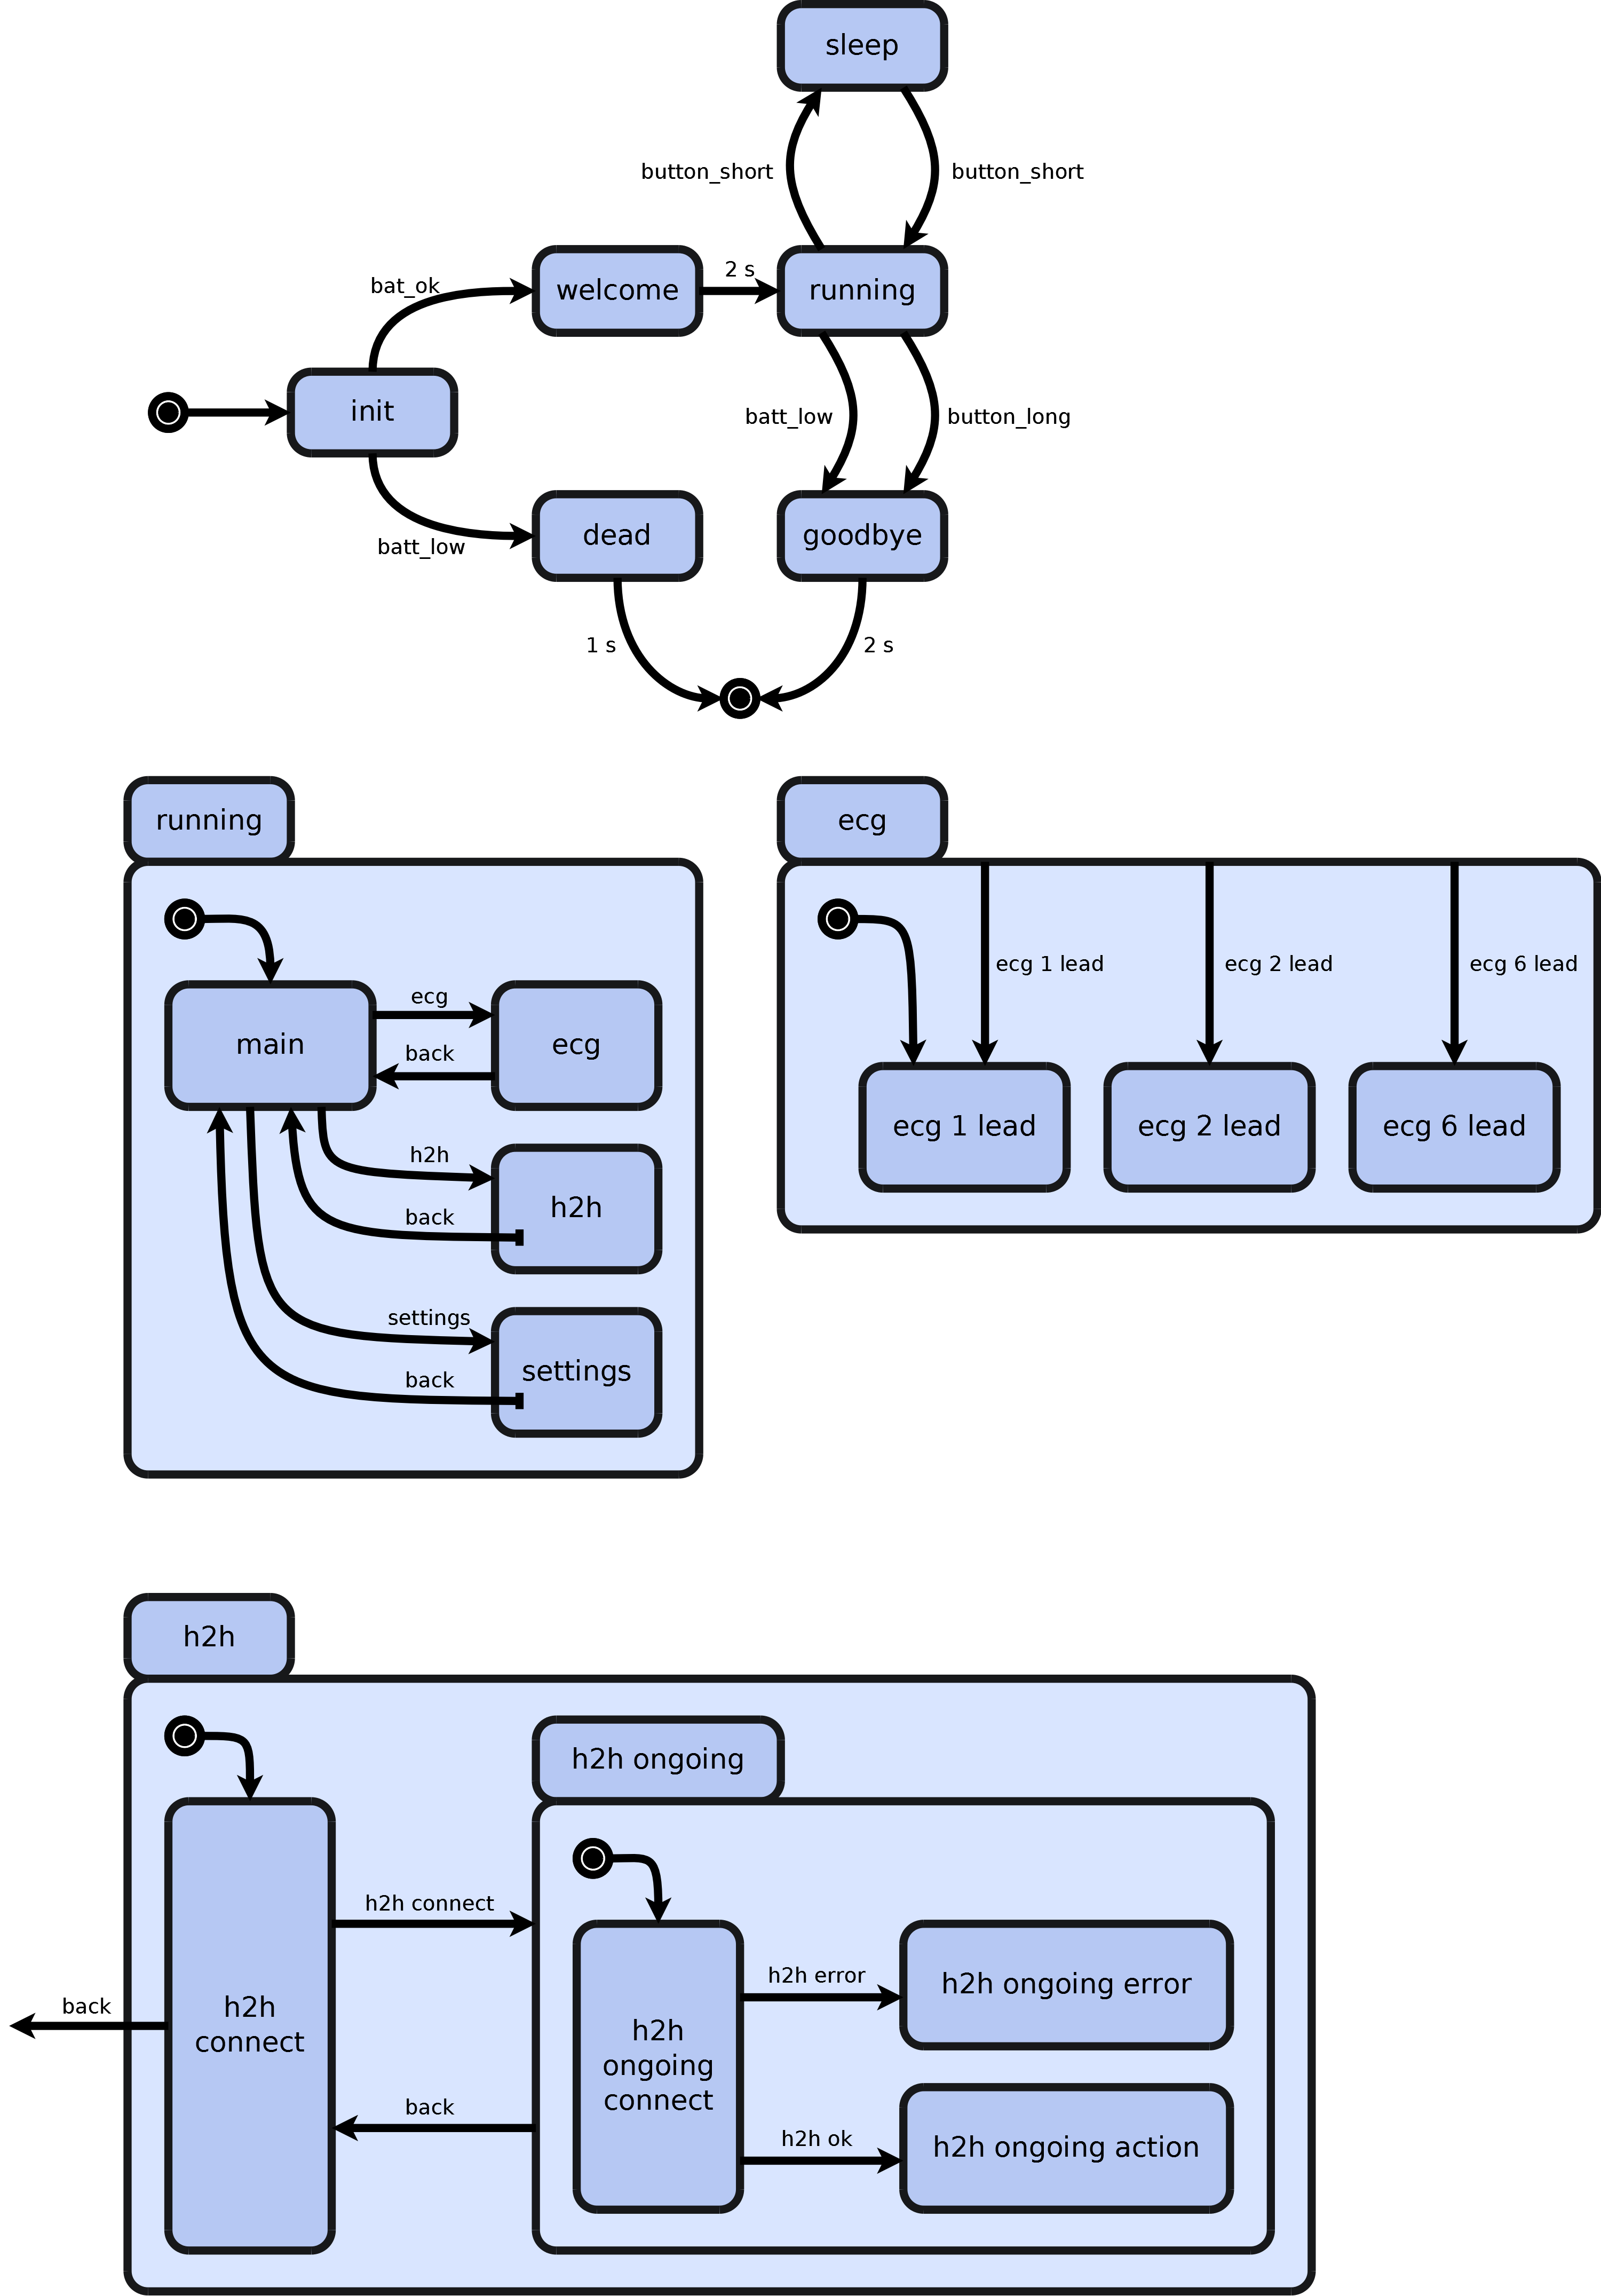 sleep
button_short
button_short
bat_ok
welcome
2 s
running
init
batt_low
button_long
batt_low
dead
goodbye
1 s
2 s
running
ecg
main
ecg
back
ecg
h2h
back
h2h
settings
back
settings
ecg 1 lead
ecg 2 lead
ecg 6 lead
ecg 1 lead
ecg 2 lead
ecg 6 lead
h2h
h2h ongoing
h2h connect
back
h2h
connect
back
h2h
ongoing
connect
h2h error
h2h ongoing error
h2h ok
h2h ongoing action